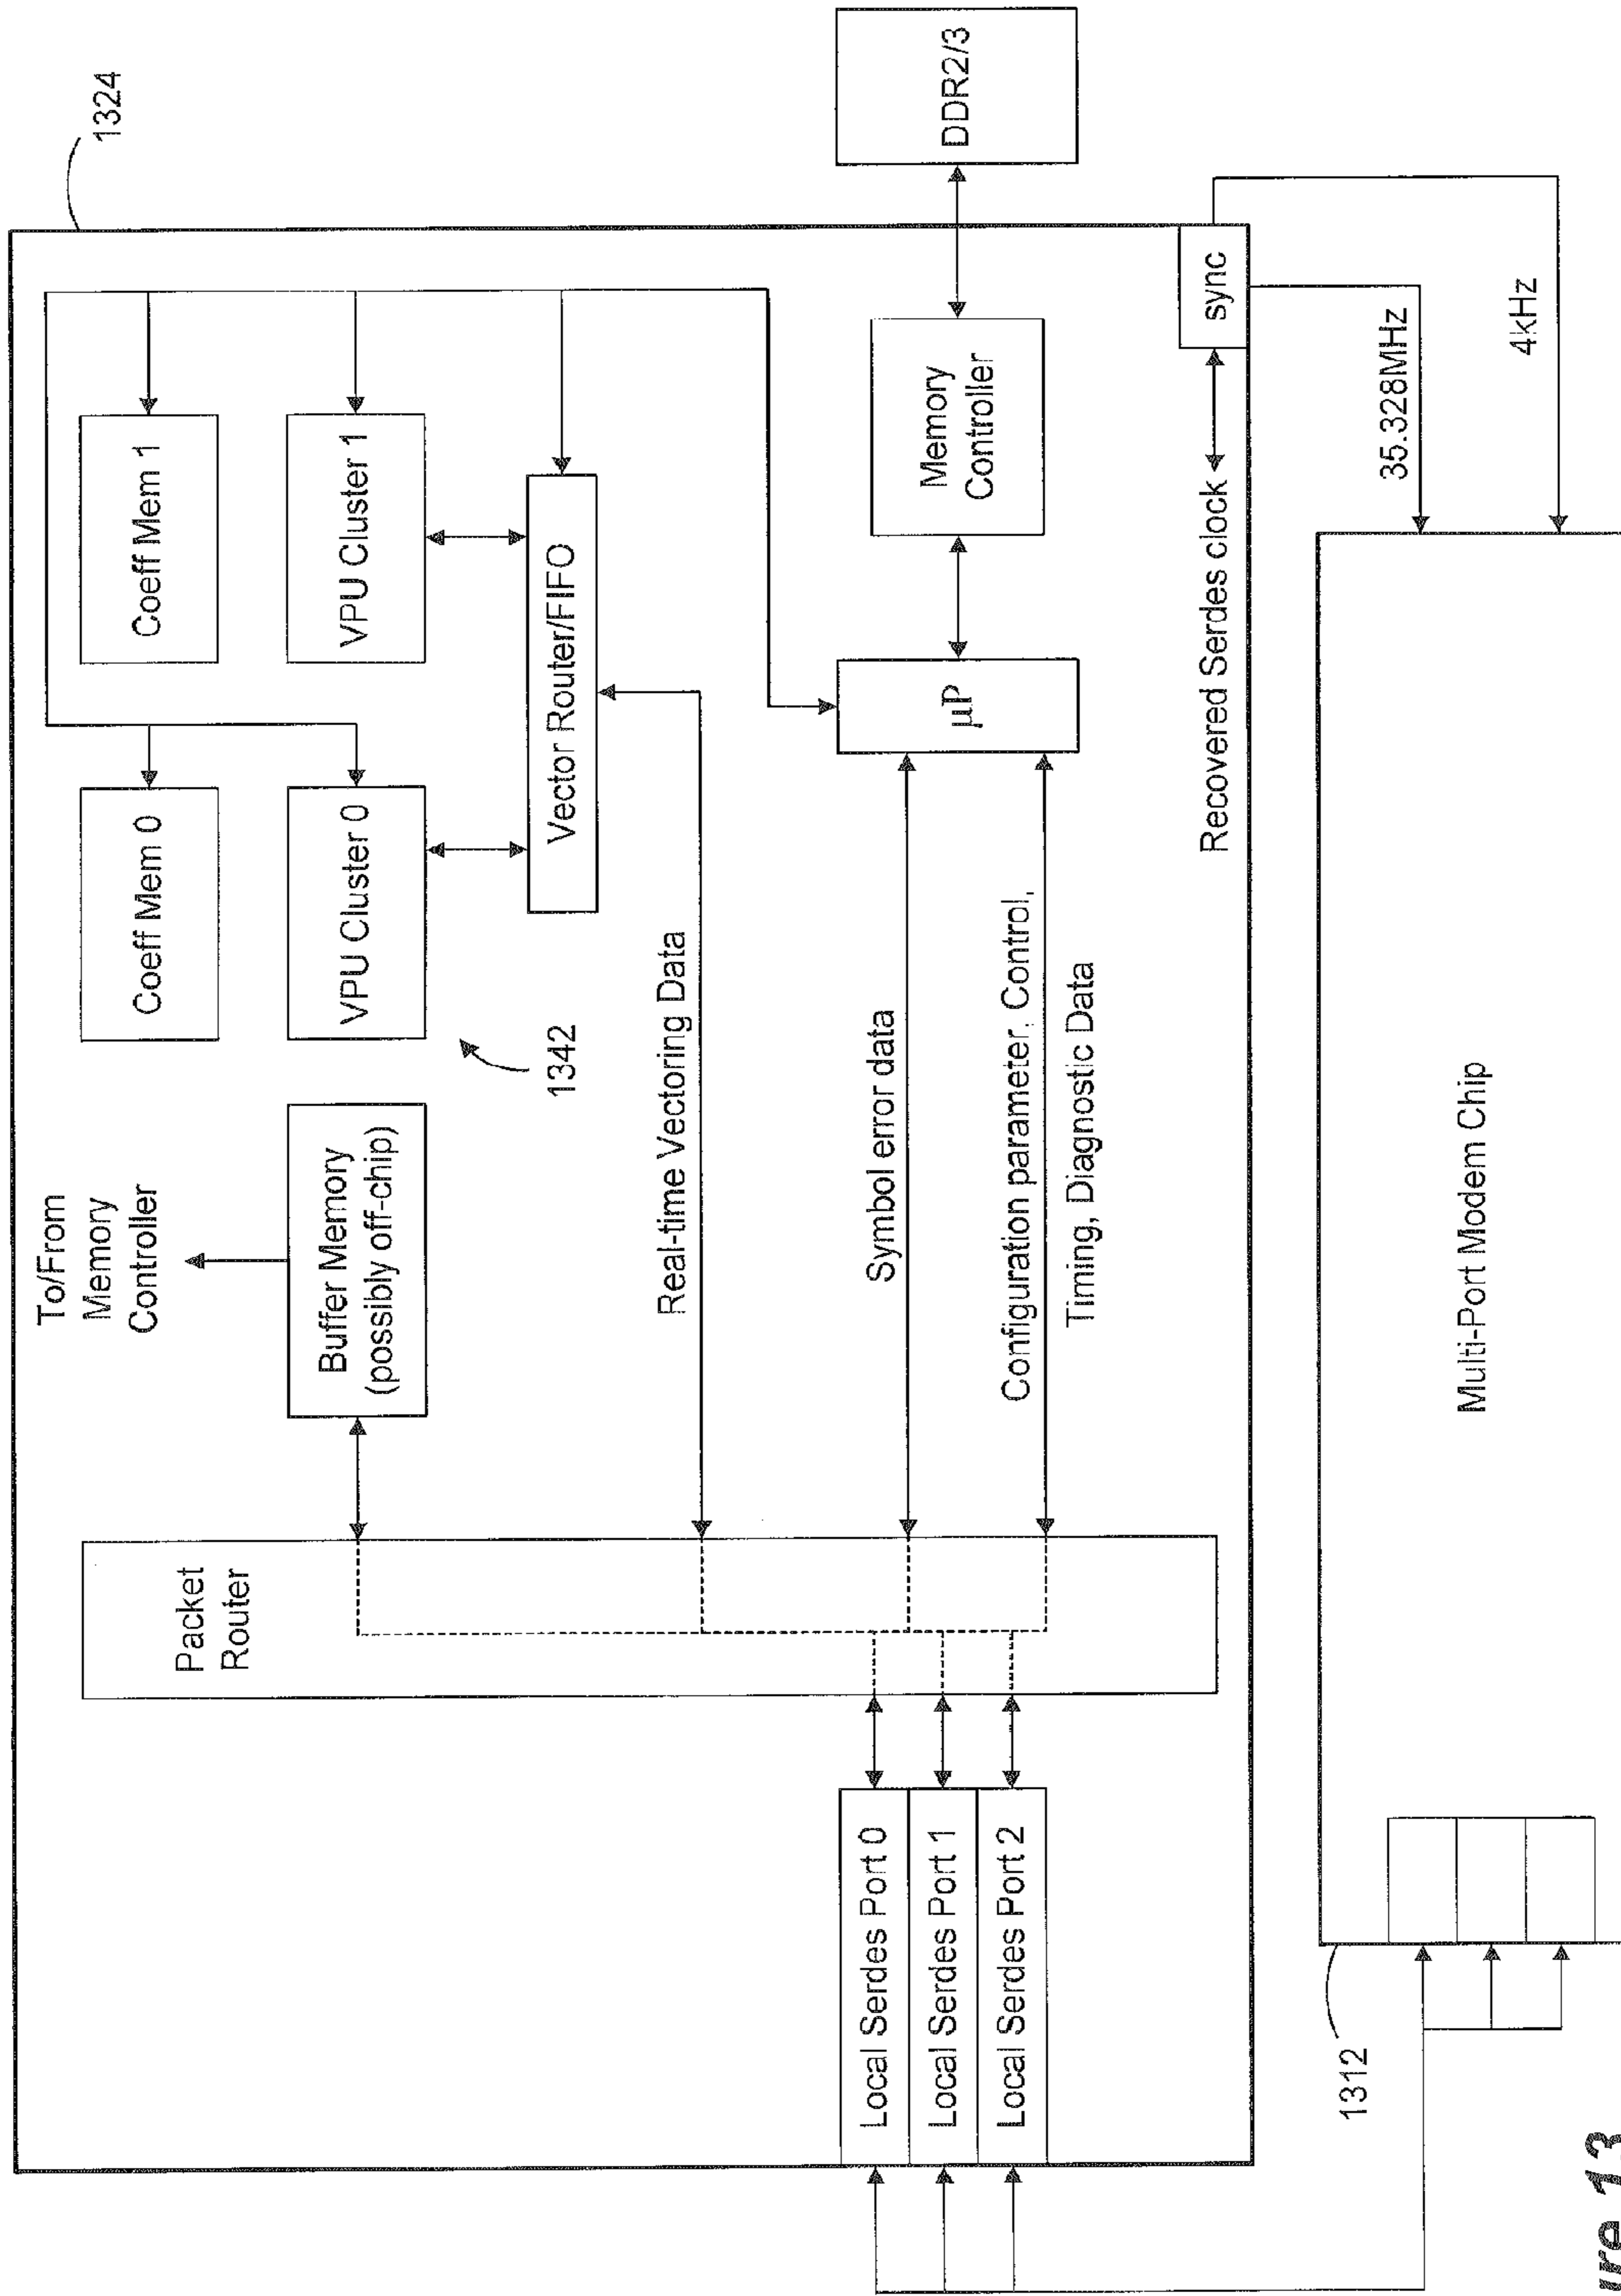 1324
To/From
Memory
Controller
Coeff Mem 0
Coeff Mem 1
Packet
Router
Buffer Memory
(possibly off-chip)
VPU Cluster 0
VPU Cluster 1
1342
Vector Router/FIFO
Real-time Vectoring Data
Local Serdes Port 0
Local Serdes Port 1
Local Serdes Port 2
Symbol error data
Configuration parameter, Control,
Timing, Diagnostic Data
μP
Memory
Controller
DDR2/3
Recovered Serdes clock
sync
35.328MHz
4kHz
1312
Multi-Port Modem Chip
13